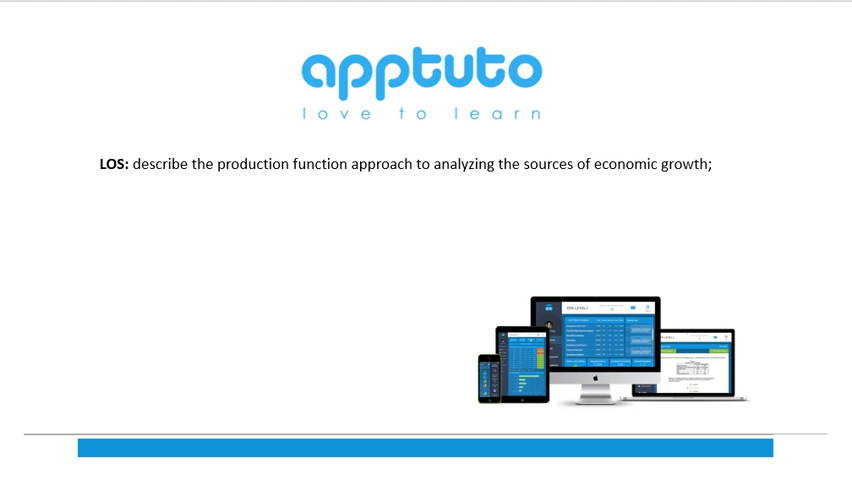 apptuto
love to learn
LOS: describe the production function approach to analyzing the sources of economic growth;